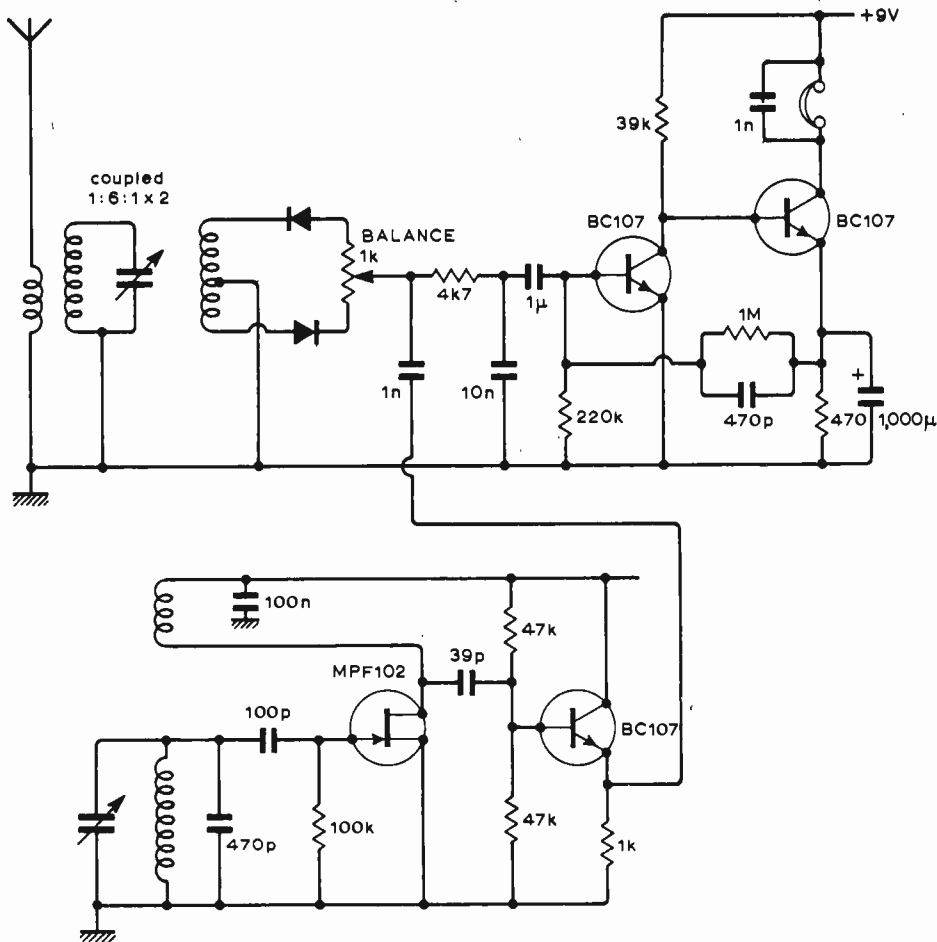 +9V
39k
1n
coupled
1:6:1×2
BALANCE
1k
BC107
BC107
4k7
1μ
1M
1n
10n
220k
470p
470
+
1,000μ
100n
47k
39p
MPF102
100p
BC107
470p
100k
47k
1k